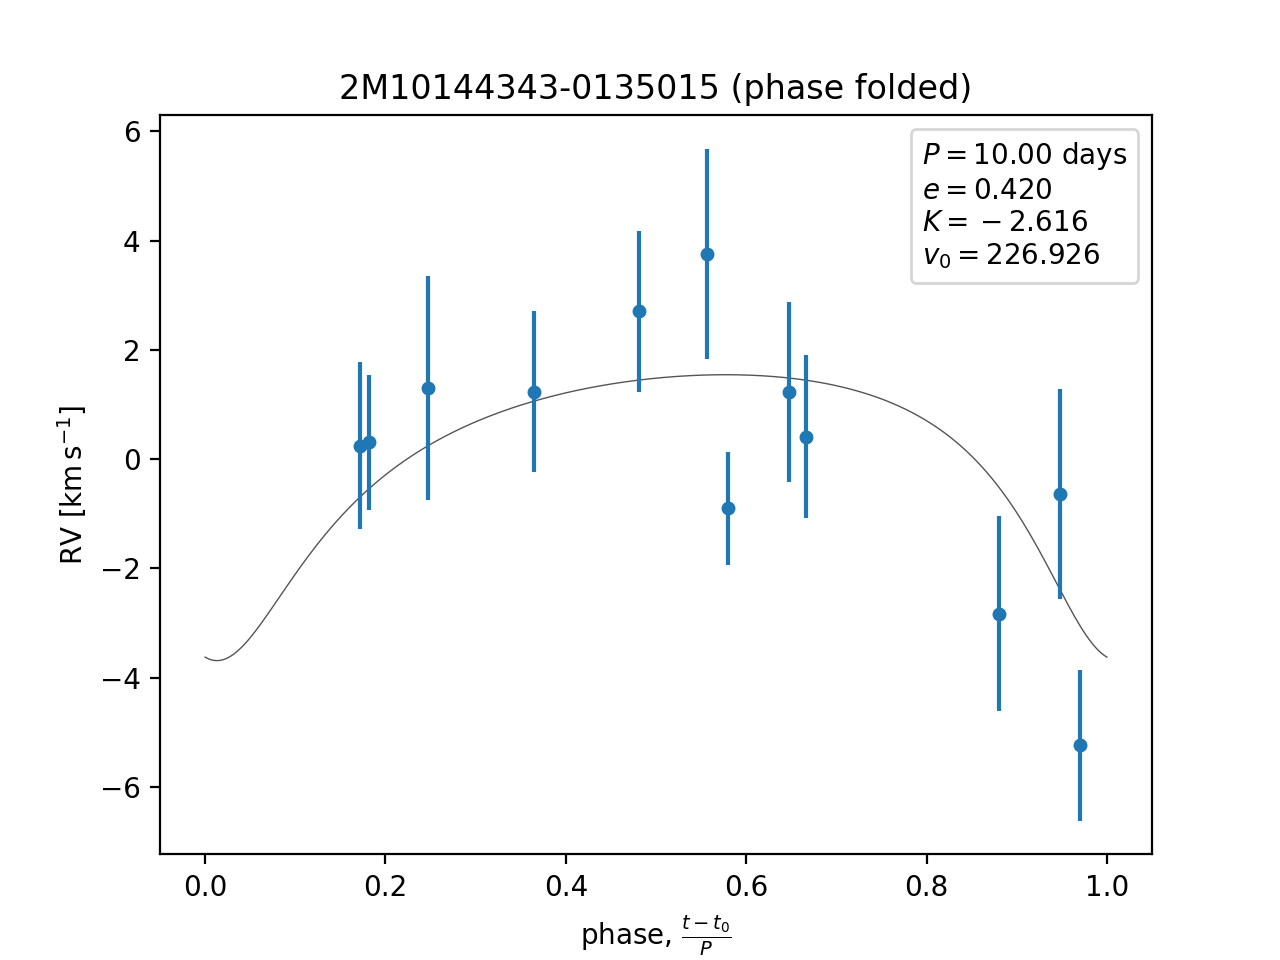 2M10144343-0135015 (phase folded)
P = 10.00 days
e = 0.420
K = −2.616
v₀ = 226.926
RV [km s⁻¹]
6
4
2
0
−2
−4
−6
0.0 0.2 0.4 0.6 0.8 1.0
phase, (t − t₀)/P